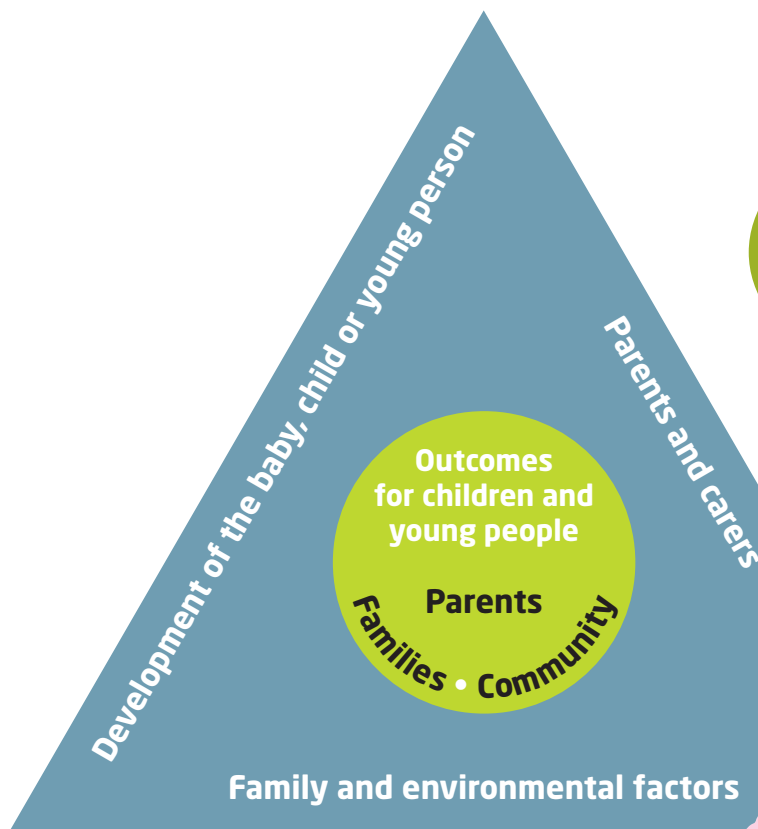 Development of the baby, child or young person
Parents and carers
Outcomes
for children and
young people
Parents
Families • Community
Family and environmental factors